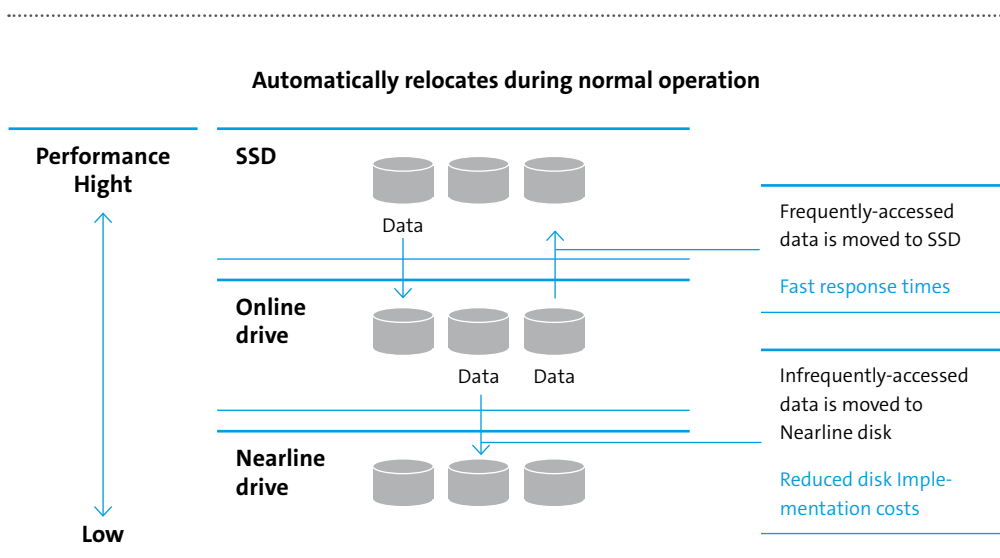 Automatically relocates during normal operation
Performance
Hight
SSD
Data
Frequently-accessed
data is moved to SSD
Fast response times
Online
drive
Data
Data
Infrequently-accessed
data is moved to
Nearline disk
Nearline
drive
Reduced disk Imple-
mentation costs
Low